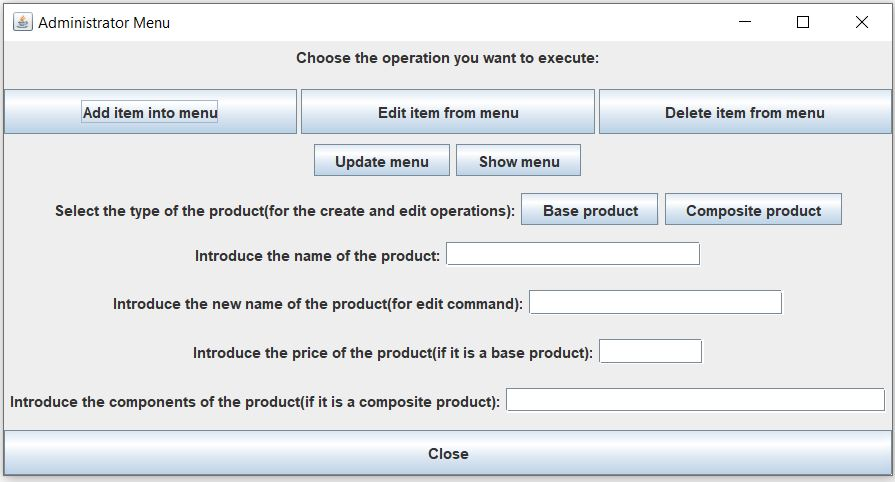 Administrator Menu
Choose the operation you want to execute:
Add item into menu Edit item from menu Delete item from menu
Update menu Show menu
Select the type of the product(for the create and edit operations): Base product Composite product
Introduce the name of the product:
Introduce the new name of the product(for edit command):
Introduce the price of the product(if it is a base product):
Introduce the components of the product(if it is a composite product):
Close